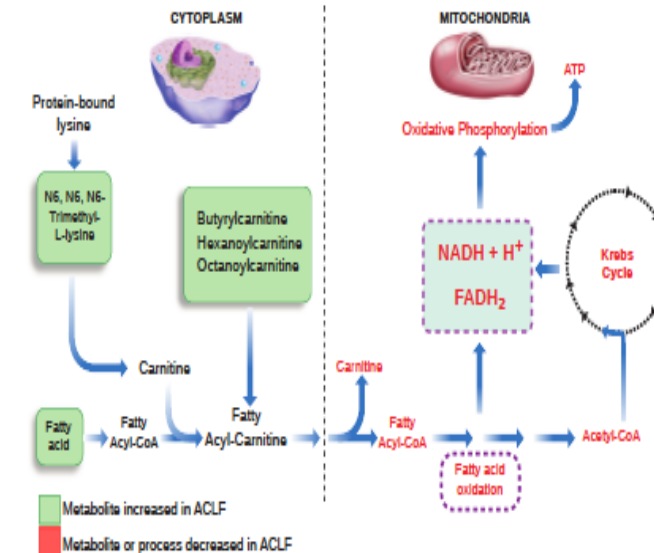 CYTOPLASM
MITOCHONDRIA
ATP
Protein-bound
lysine
Oxidative Phosphorylation
N6, N6, N6-
Trimethyl-
L-lysine
Butyrylcarnitine
Hexanoylcarnitine
Octanoylcarnitine
NADH + H⁺
FADH₂
Krebs
Cycle
Carnitine
Carnitine
Fatty
acid
Fatty
Acyl-CoA
Fatty
Acyl-Carnitine
Fatty
Acyl-CoA
Acetyl-CoA
Fatty acid
oxidation
Metabolite increased in ACLF
Metabolite or process decreased in ACLF